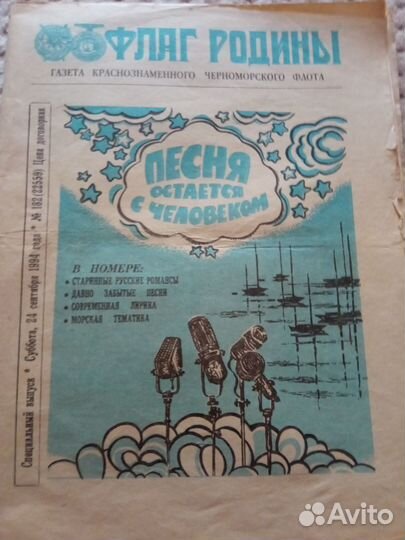 ФЛАГ РОДИНЫ
ГАЗЕТА КРАСНОЗНАМЕННОГО ЧЕРНОМОРСКОГО ФЛОТА
Специальный выпуск * Суббота, 24 сентября 1994 года * № 182 (22559) Цена договорная
ПЕСНЯ
ОСТАЕТСЯ
С ЧЕЛОВЕКОМ
В НОМЕРЕ:
• СТАРИННЫЕ РУССКИЕ РОМАНСЫ
• ДАВНО ЗАБЫТЫЕ ПЕСНИ
• СОВРЕМЕННАЯ ЛИРИКА
• МОРСКАЯ ТЕМАТИКА
Avito